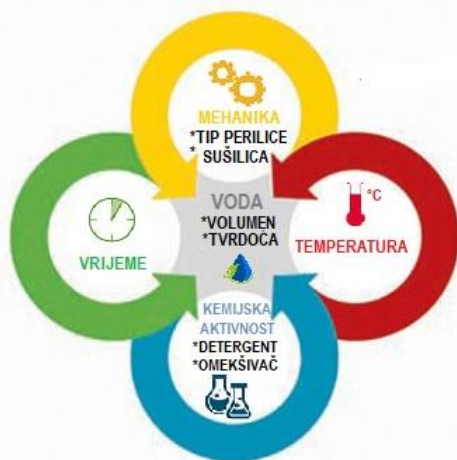 MEHANIKA
*TIP PERILICE
* SUŠILICA
VODA
*VOLUMEN
*TVRDOĆA
°C
TEMPERATURA
VRIJEME
KEMIJSKA
AKTIVNOST
*DETERGENT
*OMEKŠIVAČ